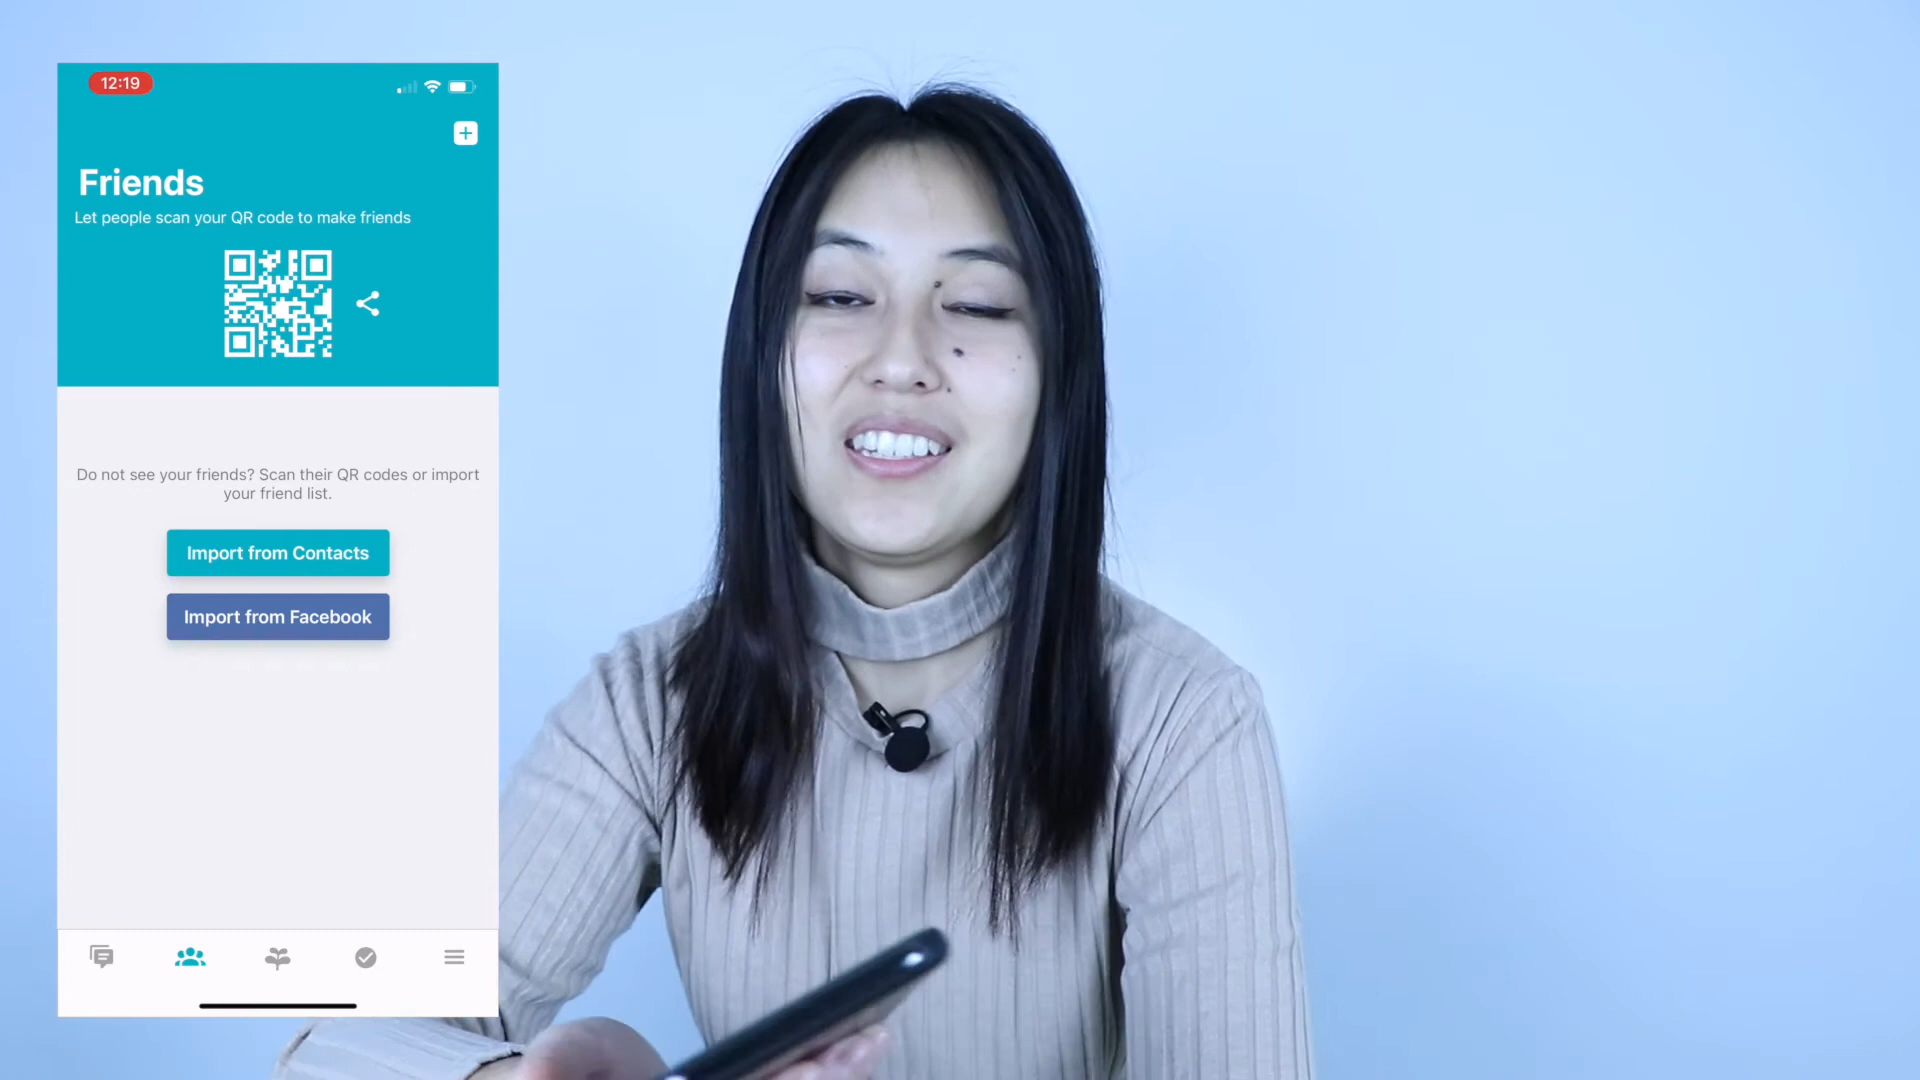 12:19
Friends
Let people scan your QR code to make friends
Do not see your friends? Scan their QR codes or import
your friend list.
Import from Contacts
Import from Facebook